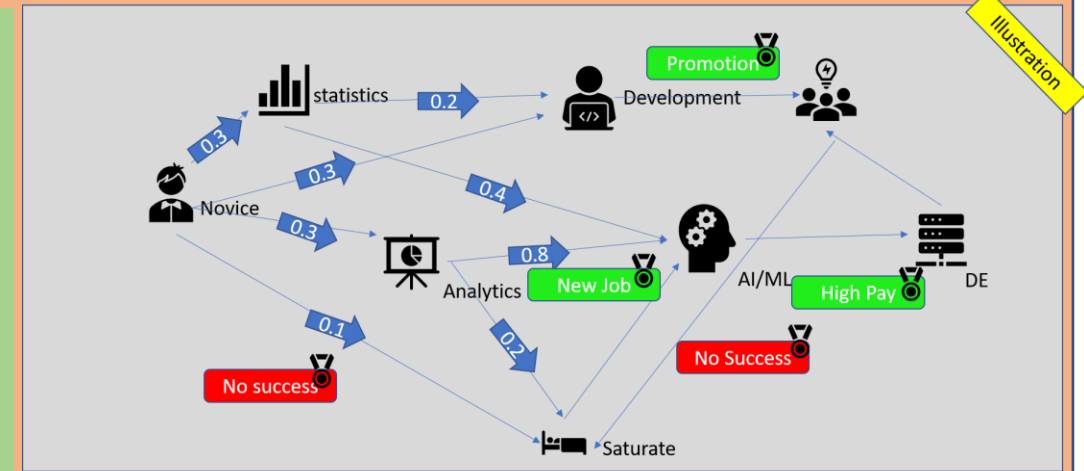 Illustration
Promotion
statistics
0.2
Development
</>
0.3
0.3
0.4
Novice
0.3
0.8
Analytics
New Job
AI/ML
High Pay
DE
0.1
0.2
No Success
No success
Saturate